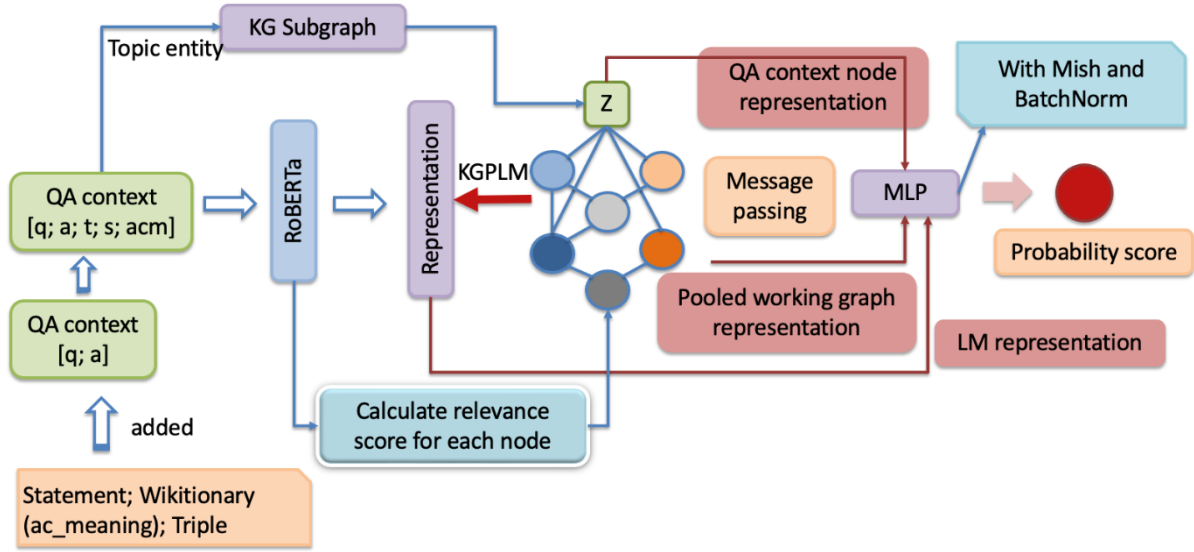 KG Subgraph
Topic entity
QA context
[q; a; t; s; acm]
QA context
[q; a]
added
Statement; Wikitionary
(ac_meaning); Triple
RoBERTa
Representation
KGPLM
Z
Calculate relevance
score for each node
QA context node
representation
Message
passing
Pooled working graph
representation
MLP
With Mish and
BatchNorm
Probability score
LM representation